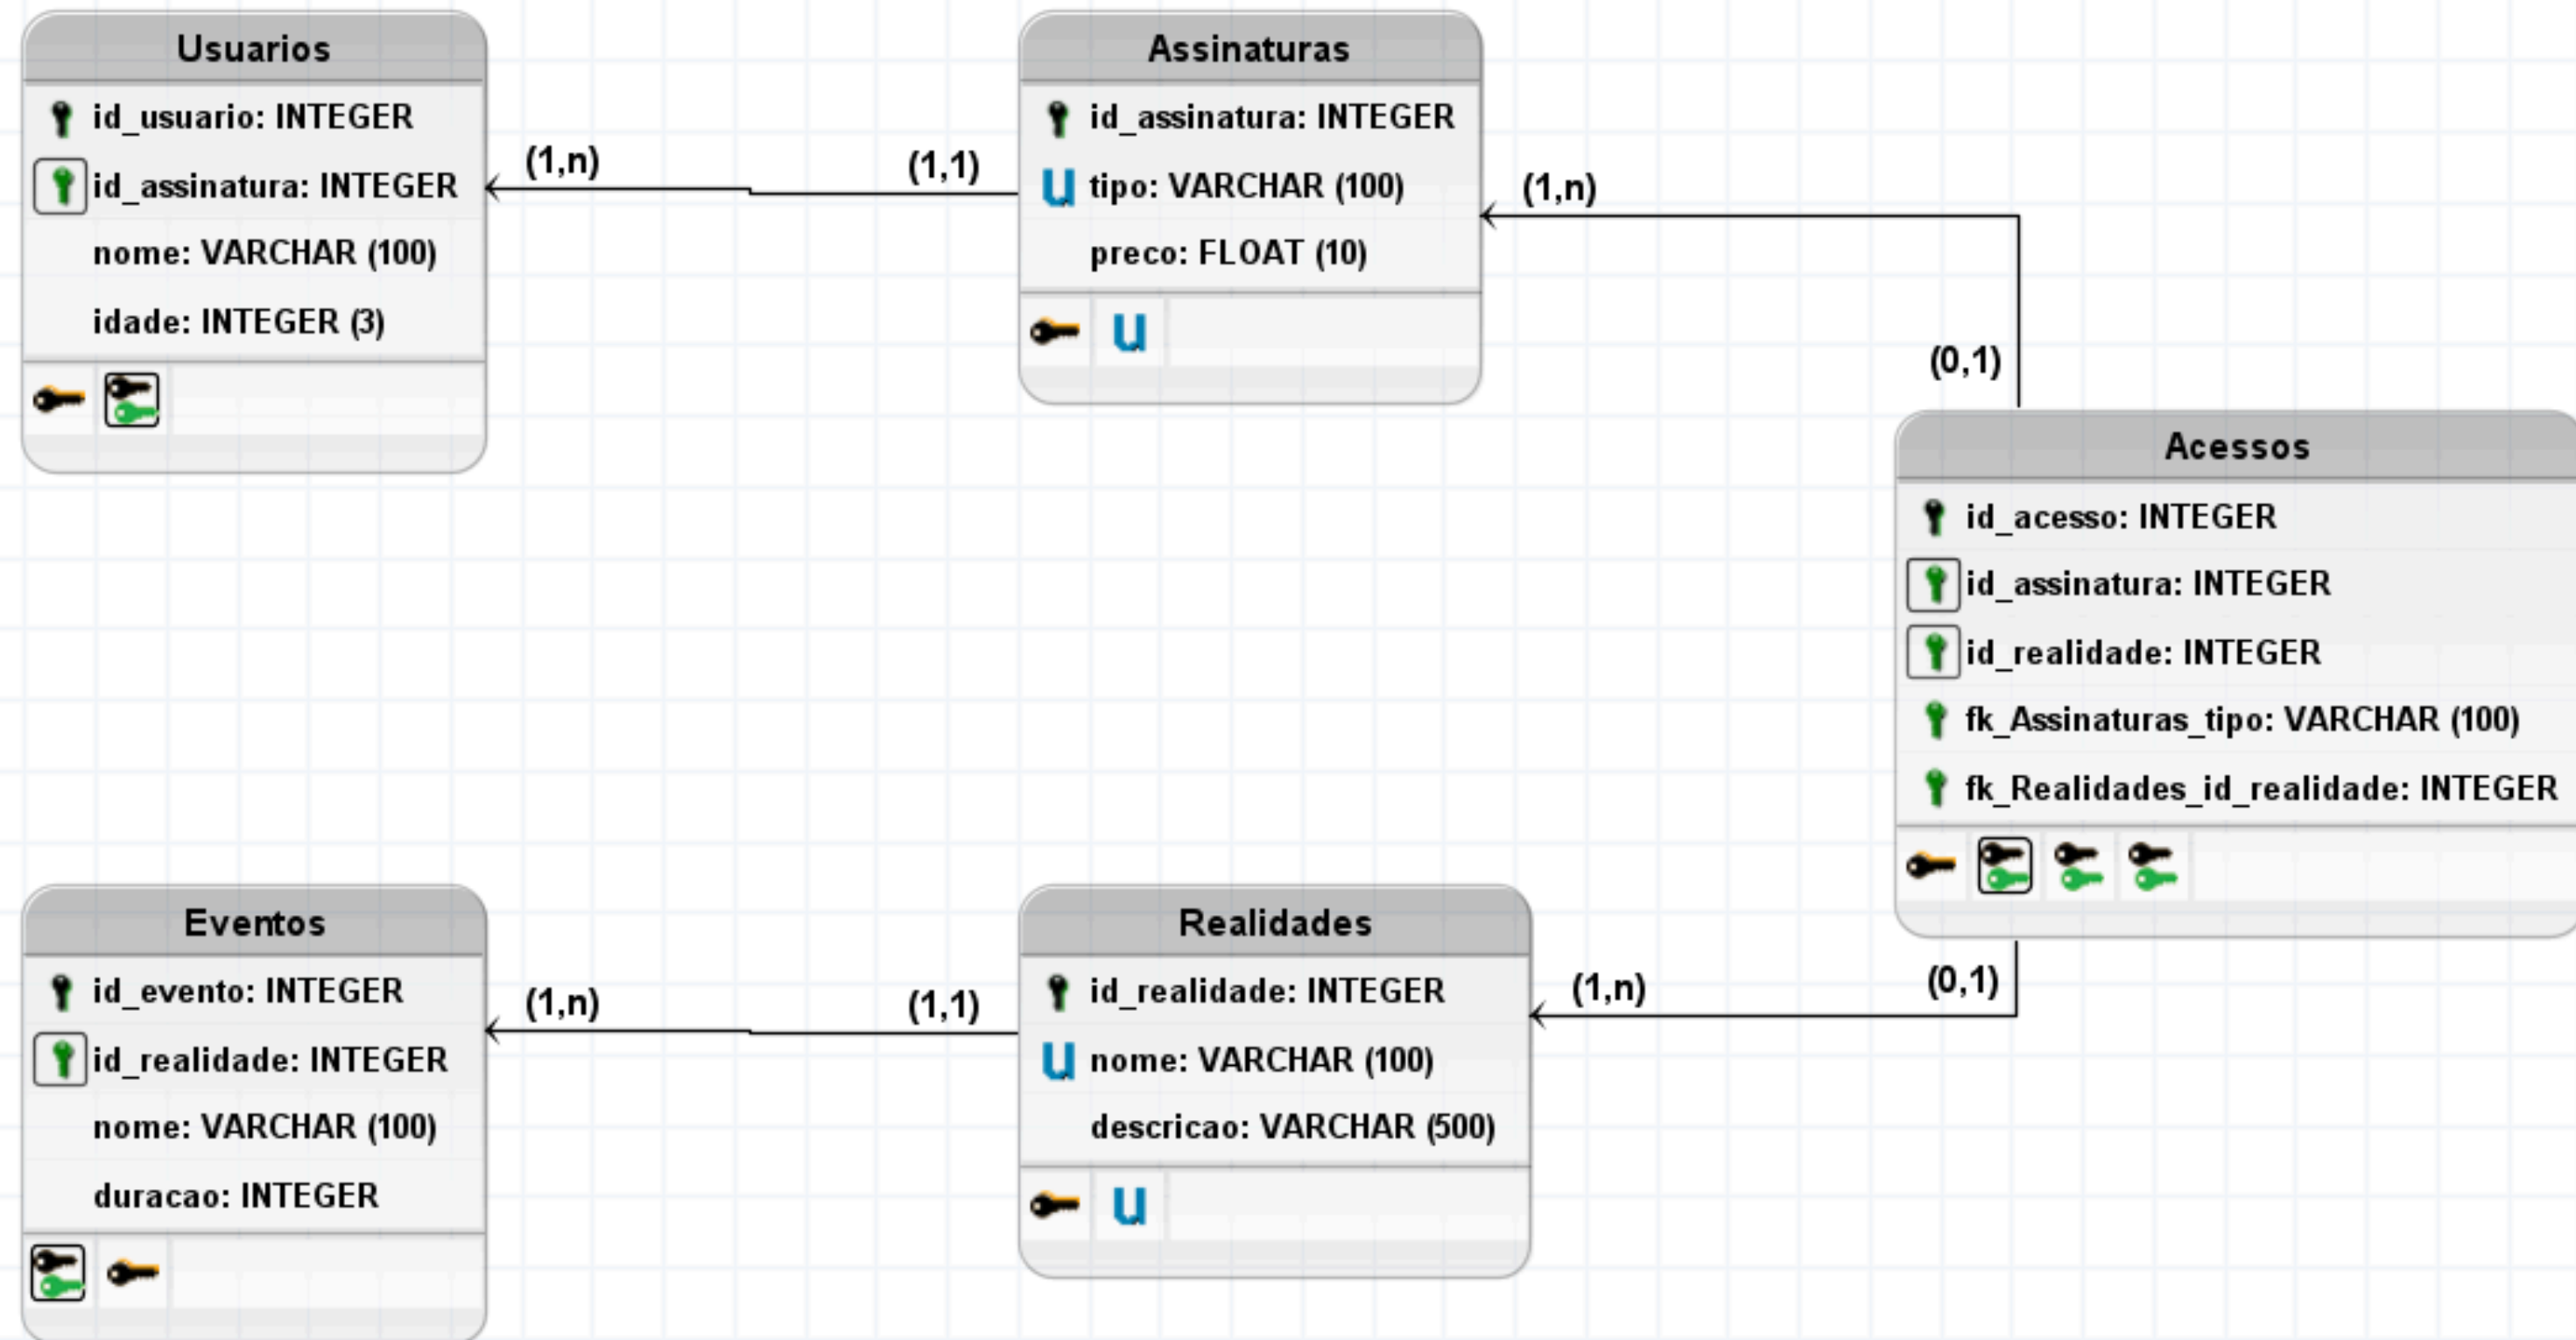 Usuarios
id_usuario: INTEGER
id_assinatura: INTEGER
nome: VARCHAR (100)
idade: INTEGER (3)
(1,n)
(1,1)
Assinaturas
id_assinatura: INTEGER
U tipo: VARCHAR (100)
preco: FLOAT (10)
U
(1,n)
(0,1)
Acessos
id_acesso: INTEGER
id_assinatura: INTEGER
id_realidade: INTEGER
fk_Assinaturas_tipo: VARCHAR (100)
fk_Realidades_id_realidade: INTEGER
(0,1)
(1,n)
Eventos
id_evento: INTEGER
id_realidade: INTEGER
nome: VARCHAR (100)
duracao: INTEGER
(1,n)
(1,1)
Realidades
id_realidade: INTEGER
U nome: VARCHAR (100)
descricao: VARCHAR (500)
U